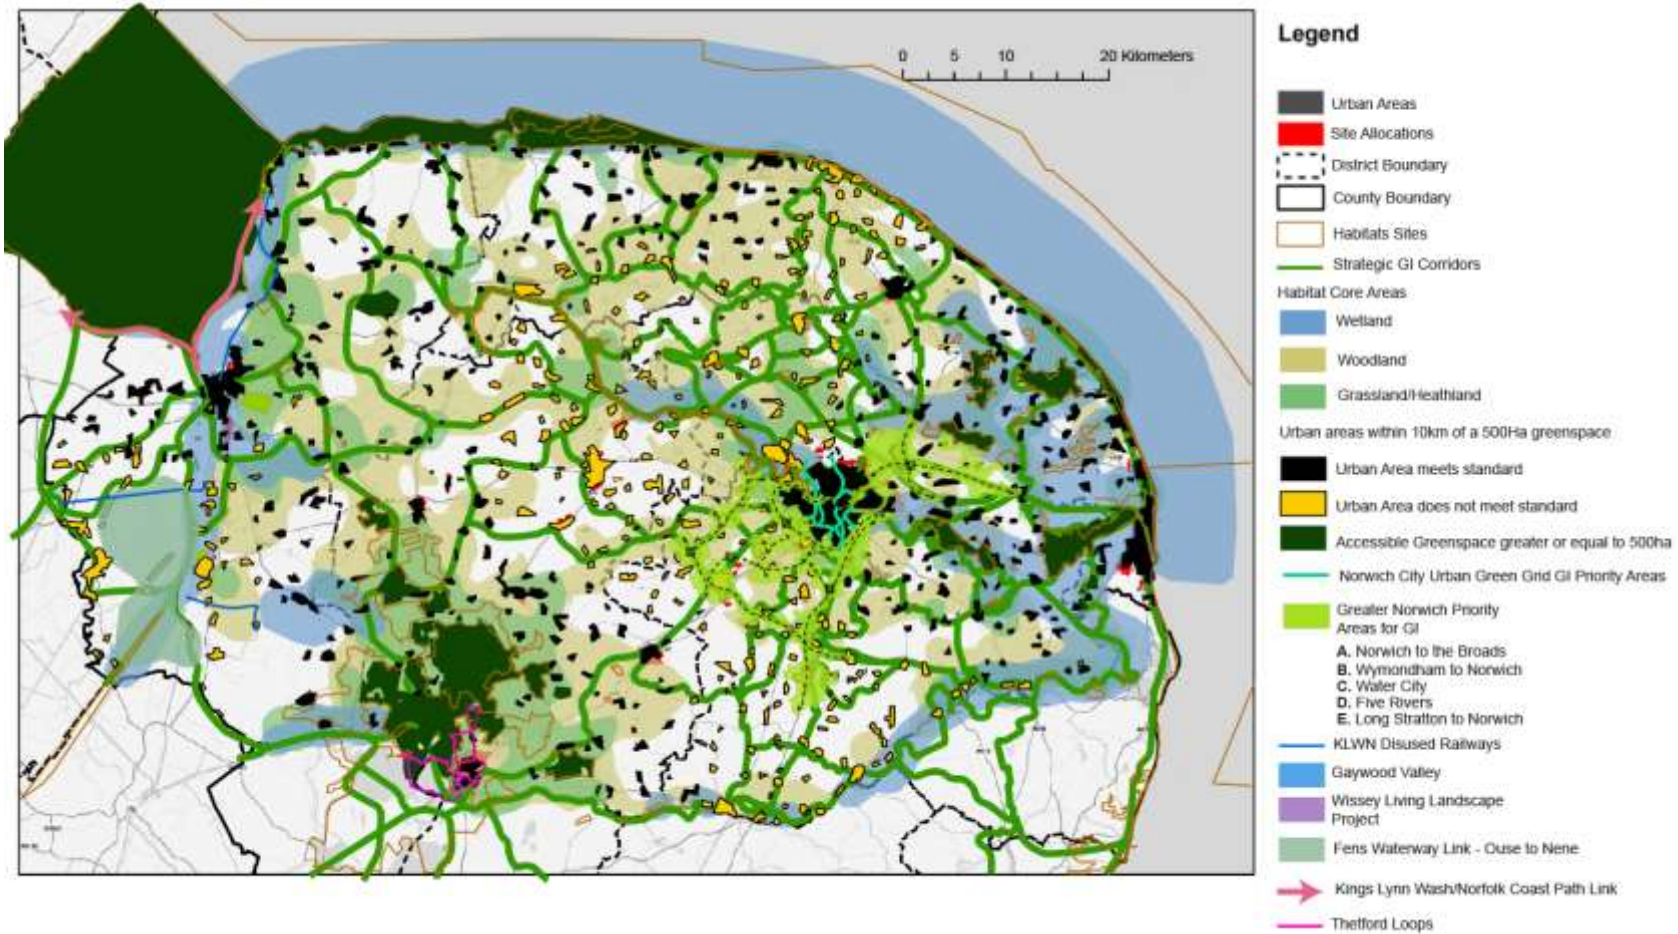 0 5 10 20 Kilometers
Legend
Urban Areas
Site Allocations
District Boundary
County Boundary
Habitats Sites
Strategic GI Corridors
Habitat Core Areas
Wetland
Woodland
Grassland/Heathland
Urban areas within 10km of a 500Ha greenspace
Urban Area meets standard
Urban Area does not meet standard
Accessible Greenspace greater or equal to 500ha
Norwich City Urban Green Grid GI Priority Areas
Greater Norwich Priority
Areas for GI
A. Norwich to the Broads
B. Wymondham to Norwich
C. Water City
D. Five Rivers
E. Long Stratton to Norwich
KLWN Disused Railways
Gaywood Valley
Wissey Living Landscape
Project
Fens Waterway Link - Ouse to Nene
Kings Lynn Wash/Norfolk Coast Path Link
Thetford Loops